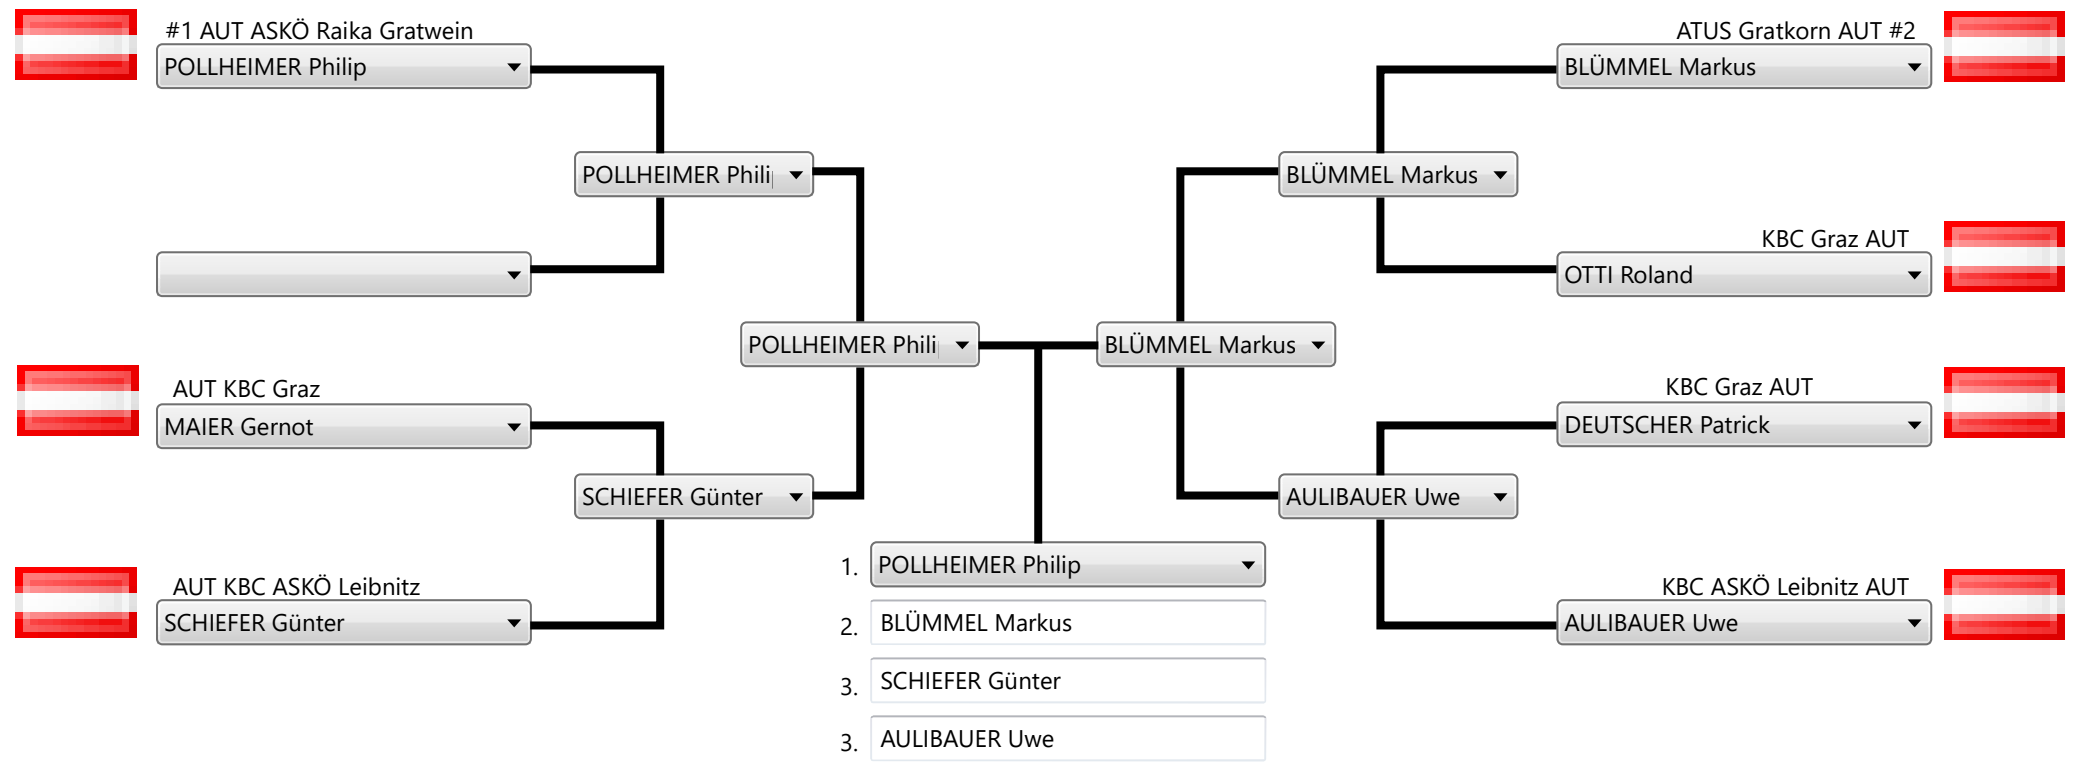 #1 AUT ASKÖ Raika Gratwein
POLLHEIMER Philip
ATUS Gratkorn AUT #2
BLÜMMEL Markus
POLLHEIMER Phili
BLÜMMEL Markus
KBC Graz AUT
OTTI Roland
POLLHEIMER Phili
BLÜMMEL Markus
AUT KBC Graz
MAIER Gernot
KBC Graz AUT
DEUTSCHER Patrick
SCHIEFER Günter
AULIBAUER Uwe
AUT KBC ASKÖ Leibnitz
SCHIEFER Günter
KBC ASKÖ Leibnitz AUT
AULIBAUER Uwe
1. POLLHEIMER Philip
2. BLÜMMEL Markus
3. SCHIEFER Günter
3. AULIBAUER Uwe